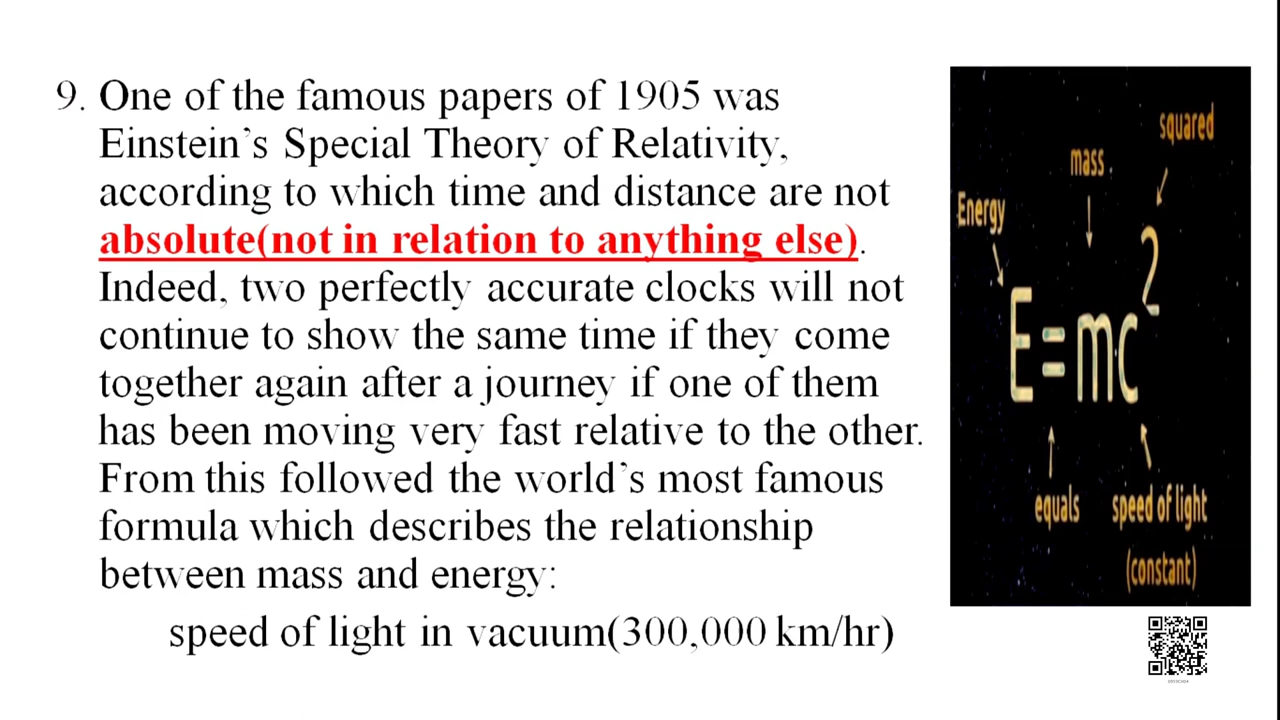 9. One of the famous papers of 1905 was
Einstein’s Special Theory of Relativity,
according to which time and distance are not
absolute(not in relation to anything else).
Indeed, two perfectly accurate clocks will not
continue to show the same time if they come
together again after a journey if one of them
has been moving very fast relative to the other.
From this followed the world’s most famous
formula which describes the relationship
between mass and energy:
speed of light in vacuum(300,000 km/hr)
squared
mass
Energy
E=mc2
equals
speed of light
(constant)